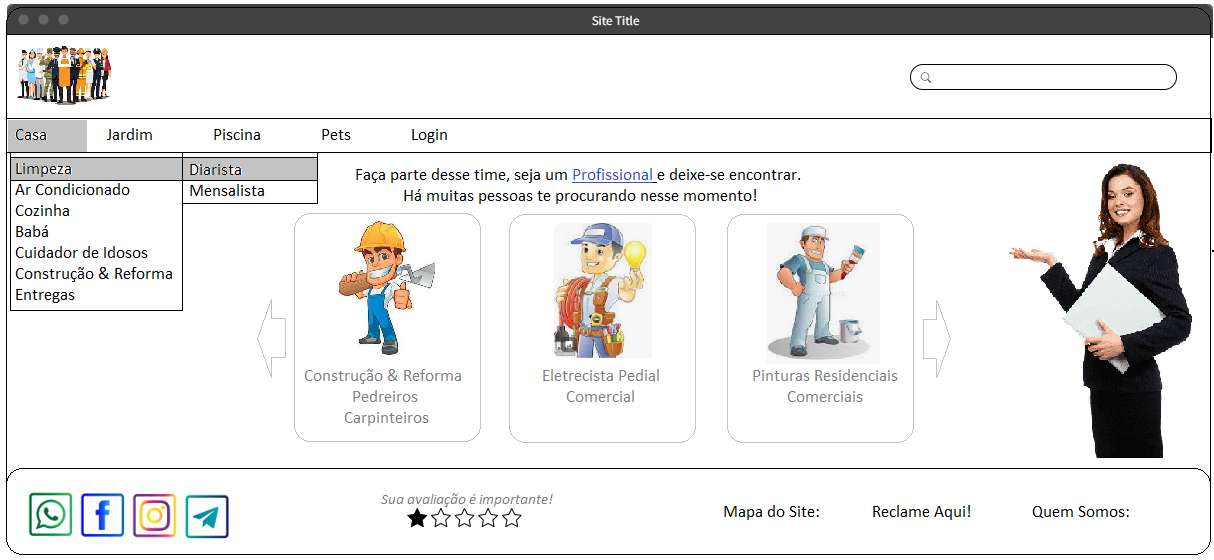 Site Title
Casa
Jardim
Piscina
Pets
Login
Limpeza
Ar Condicionado
Cozinha
Babá
Cuidador de Idosos
Construção & Reforma
Entregas
Diarista
Mensalista
Faça parte desse time, seja um Profissional e deixe-se encontrar.
Há muitas pessoas te procurando nesse momento!
Construção & Reforma
Pedreiros
Carpinteiros
Eletrecista Pedial
Comercial
Pinturas Residenciais
Comerciais
Sua avaliação é importante!
Mapa do Site:
Reclame Aqui!
Quem Somos: